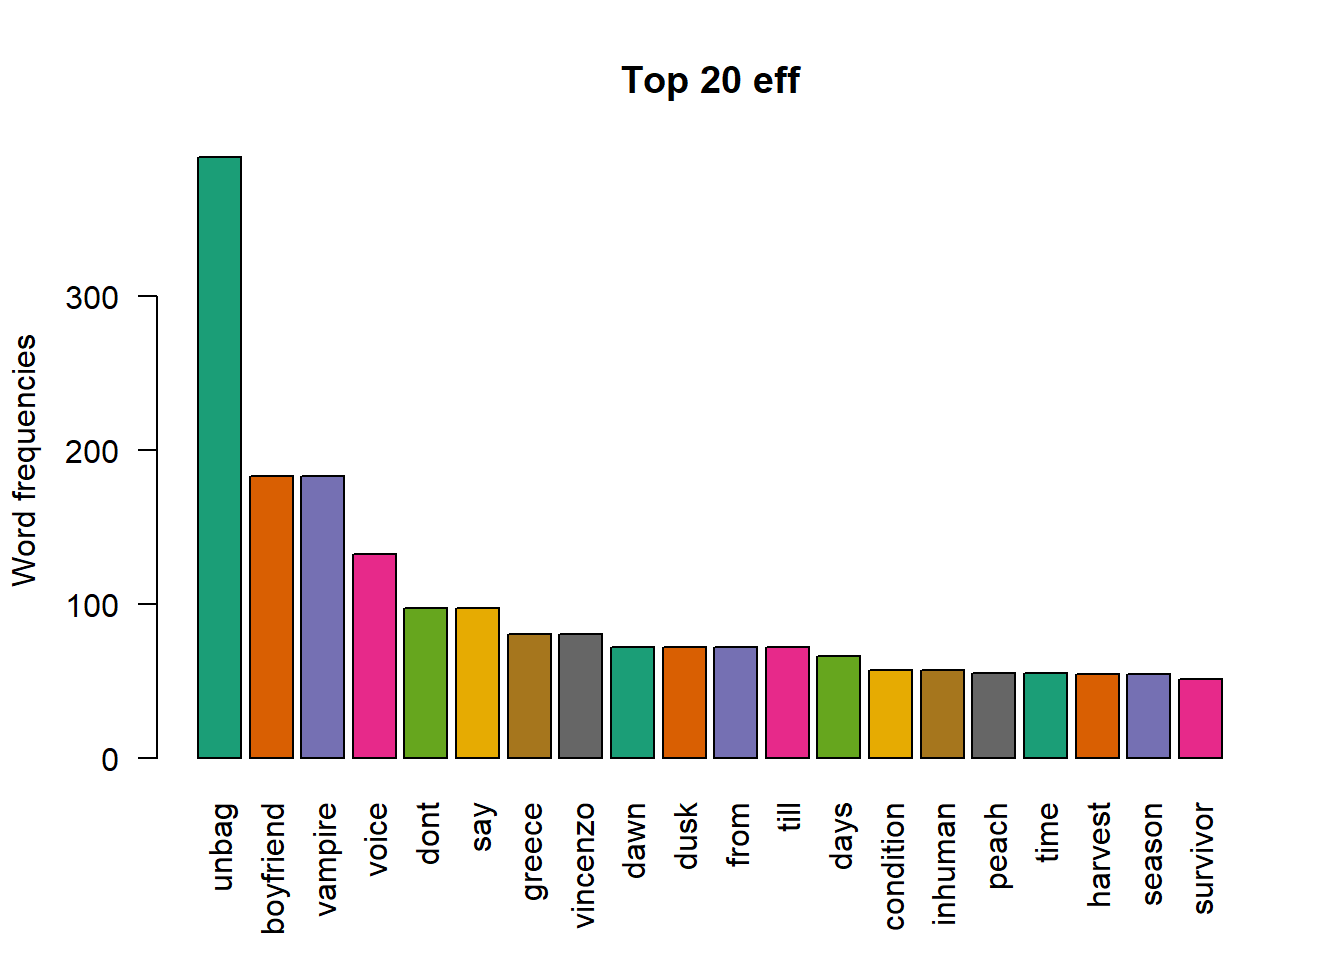 Top 20 eff
Word frequencies
300
200
100
0
unbag
boyfriend
vampire
voice
dont
say
greece
vincenzo
dawn
dusk
from
till
days
condition
inhuman
peach
time
harvest
season
survivor